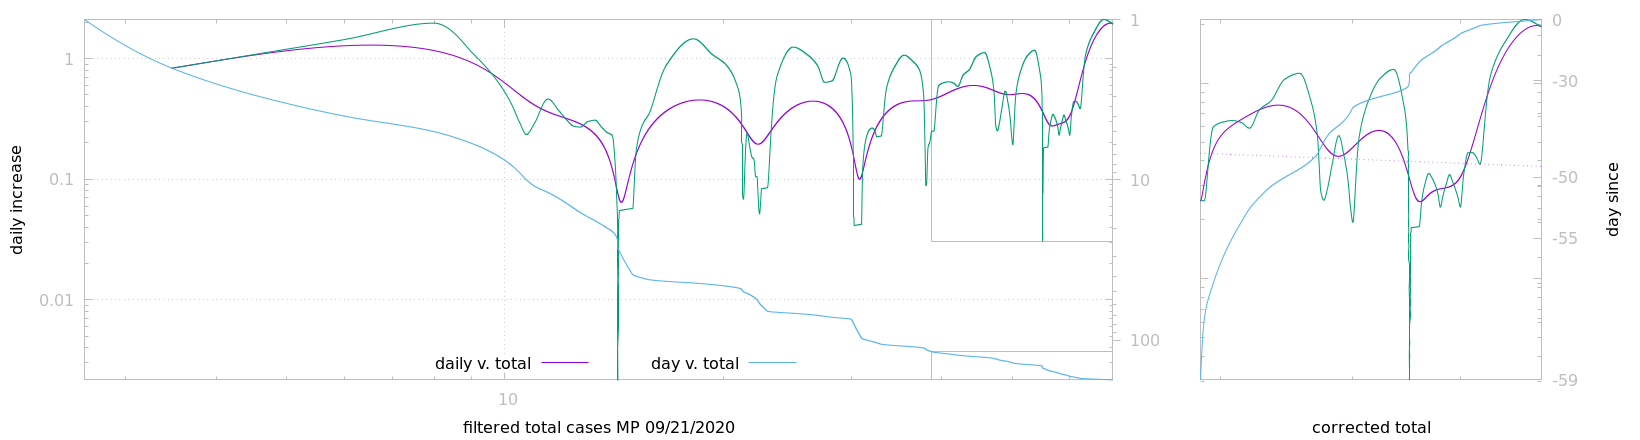 1
0.1
0.01
daily increase
10
filtered total cases MP 09/21/2020
daily v. total
day v. total
1
10
100
0
-30
-50
-55
-59
day since
corrected total